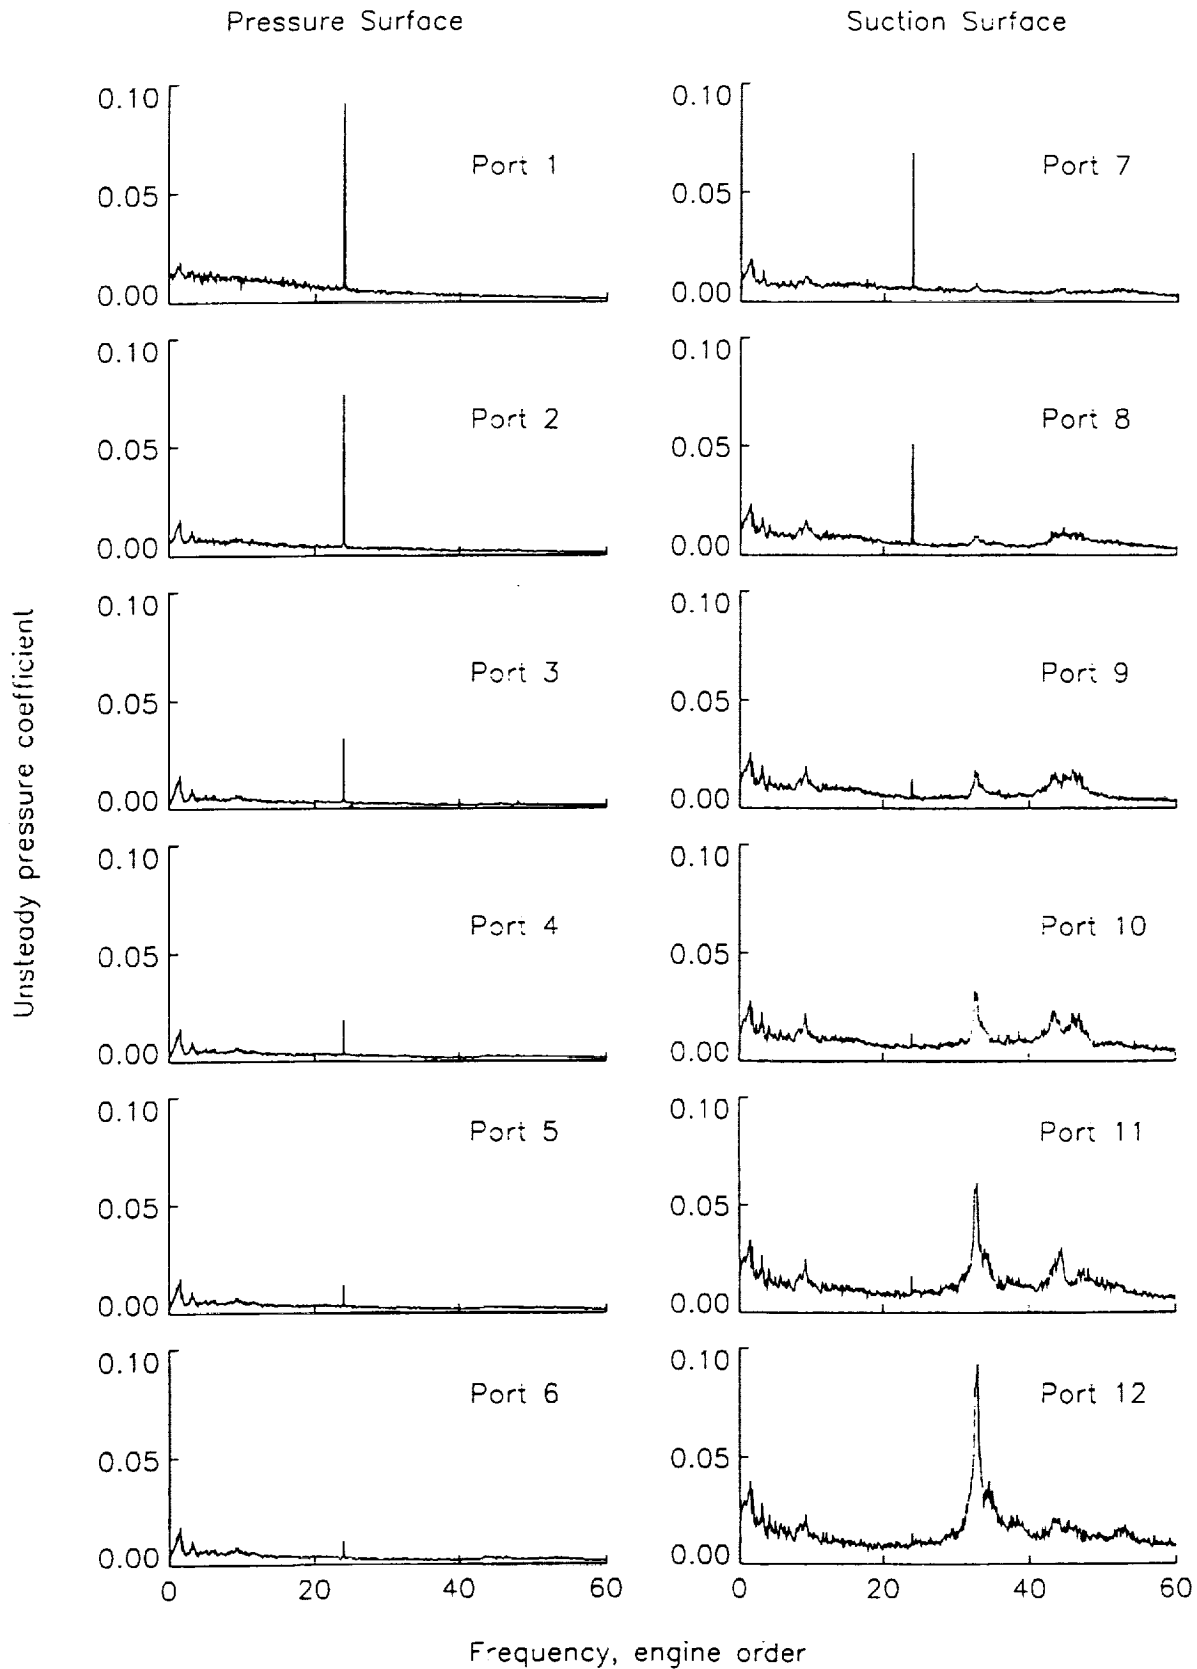 Pressure Surface
Suction Surface
Unsteady pressure coefficient
0.10
0.05
0.00
Port 1
0.10
0.05
0.00
Port 7
0.10
0.05
0.00
Port 2
0.10
0.05
0.00
Port 8
0.10
0.05
0.00
Port 3
0.10
0.05
0.00
Port 9
0.10
0.05
0.00
Port 4
0.10
0.05
0.00
Port 10
0.10
0.05
0.00
Port 5
0.10
0.05
0.00
Port 11
0.10
0.05
0.00
Port 6
0.10
0.05
0.00
Port 12
0 20 40 60
0 20 40 60
Frequency, engine order